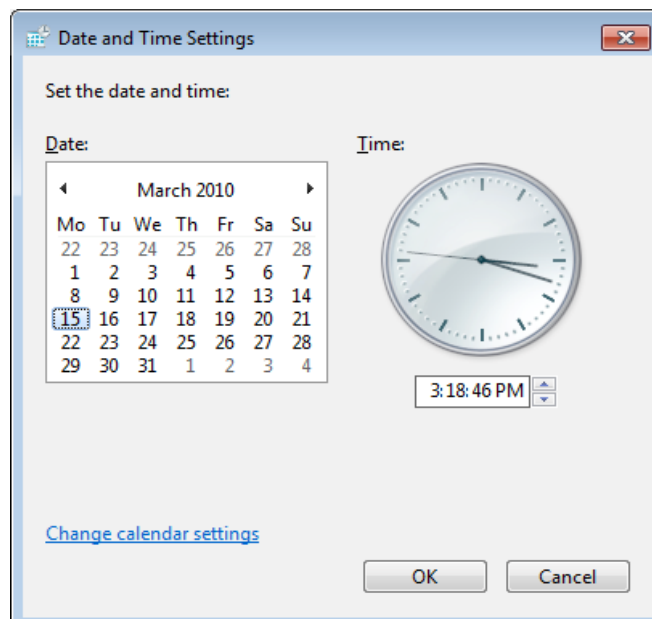 Date and Time Settings
Set the date and time:
Date:
Time:
March 2010
Mo Tu We Th Fr Sa Su
22 23 24 25 26 27 28
1 2 3 4 5 6 7
8 9 10 11 12 13 14
15 16 17 18 19 20 21
22 23 24 25 26 27 28
29 30 31 1 2 3 4
3:18:46 PM
Change calendar settings
OK
Cancel